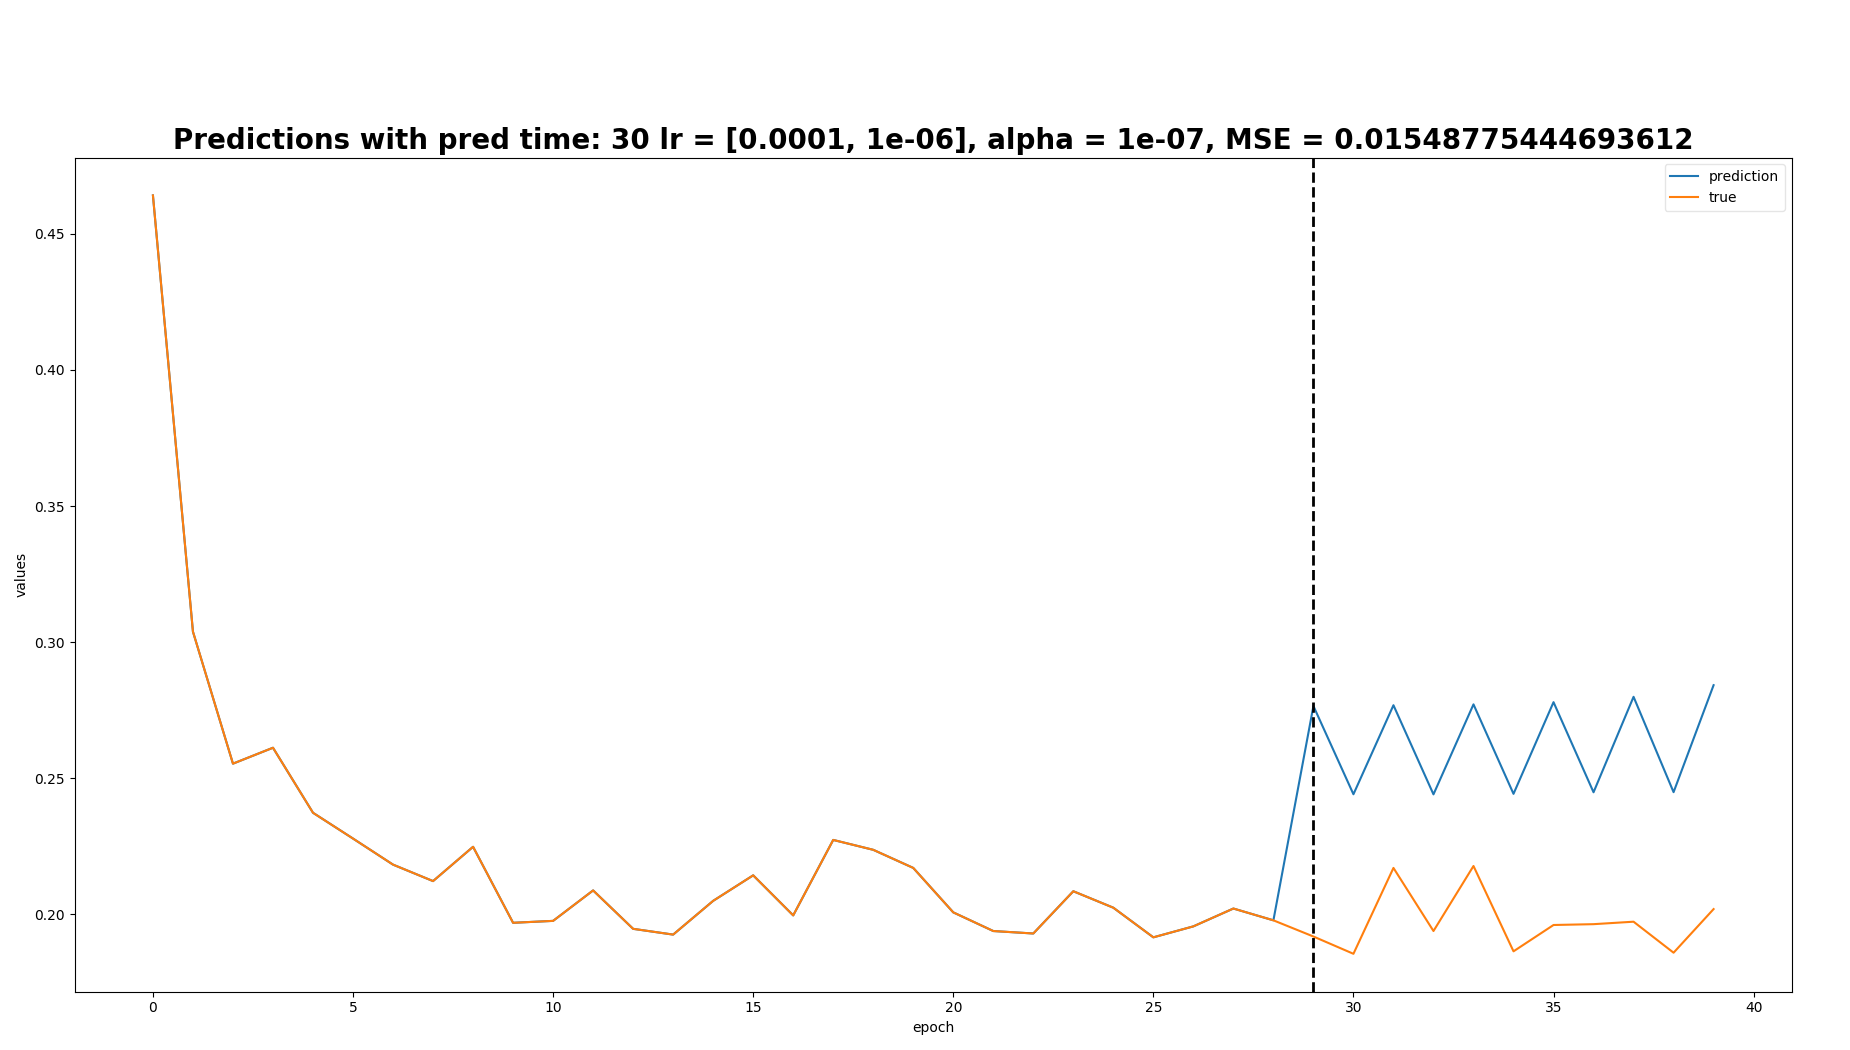 Predictions with pred time: 30 lr = [0.0001, 1e-06], alpha = 1e-07, MSE = 0.01548775444693612
prediction
true
0.45
0.40
0.35
0.30
0.25
0.20
values
0 5 10 15 20 25 30 35 40
epoch